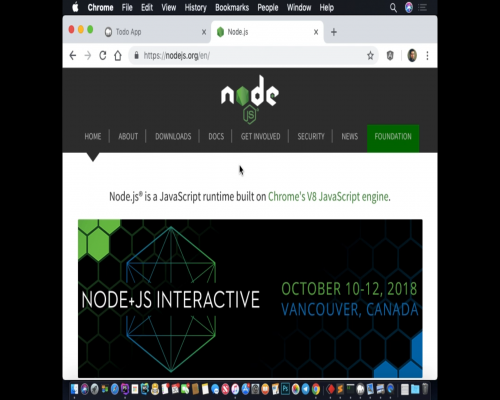 Chrome File Edit View History Bookmarks People Window Help
Todo App
Node.js
https://nodejs.org/en/
node
JS
HOME ABOUT DOWNLOADS DOCS GET INVOLVED SECURITY NEWS FOUNDATION
Node.js® is a JavaScript runtime built on Chrome's V8 JavaScript engine.
NODE+JS INTERACTIVE
OCTOBER 10-12, 2018
VANCOUVER, CANADA